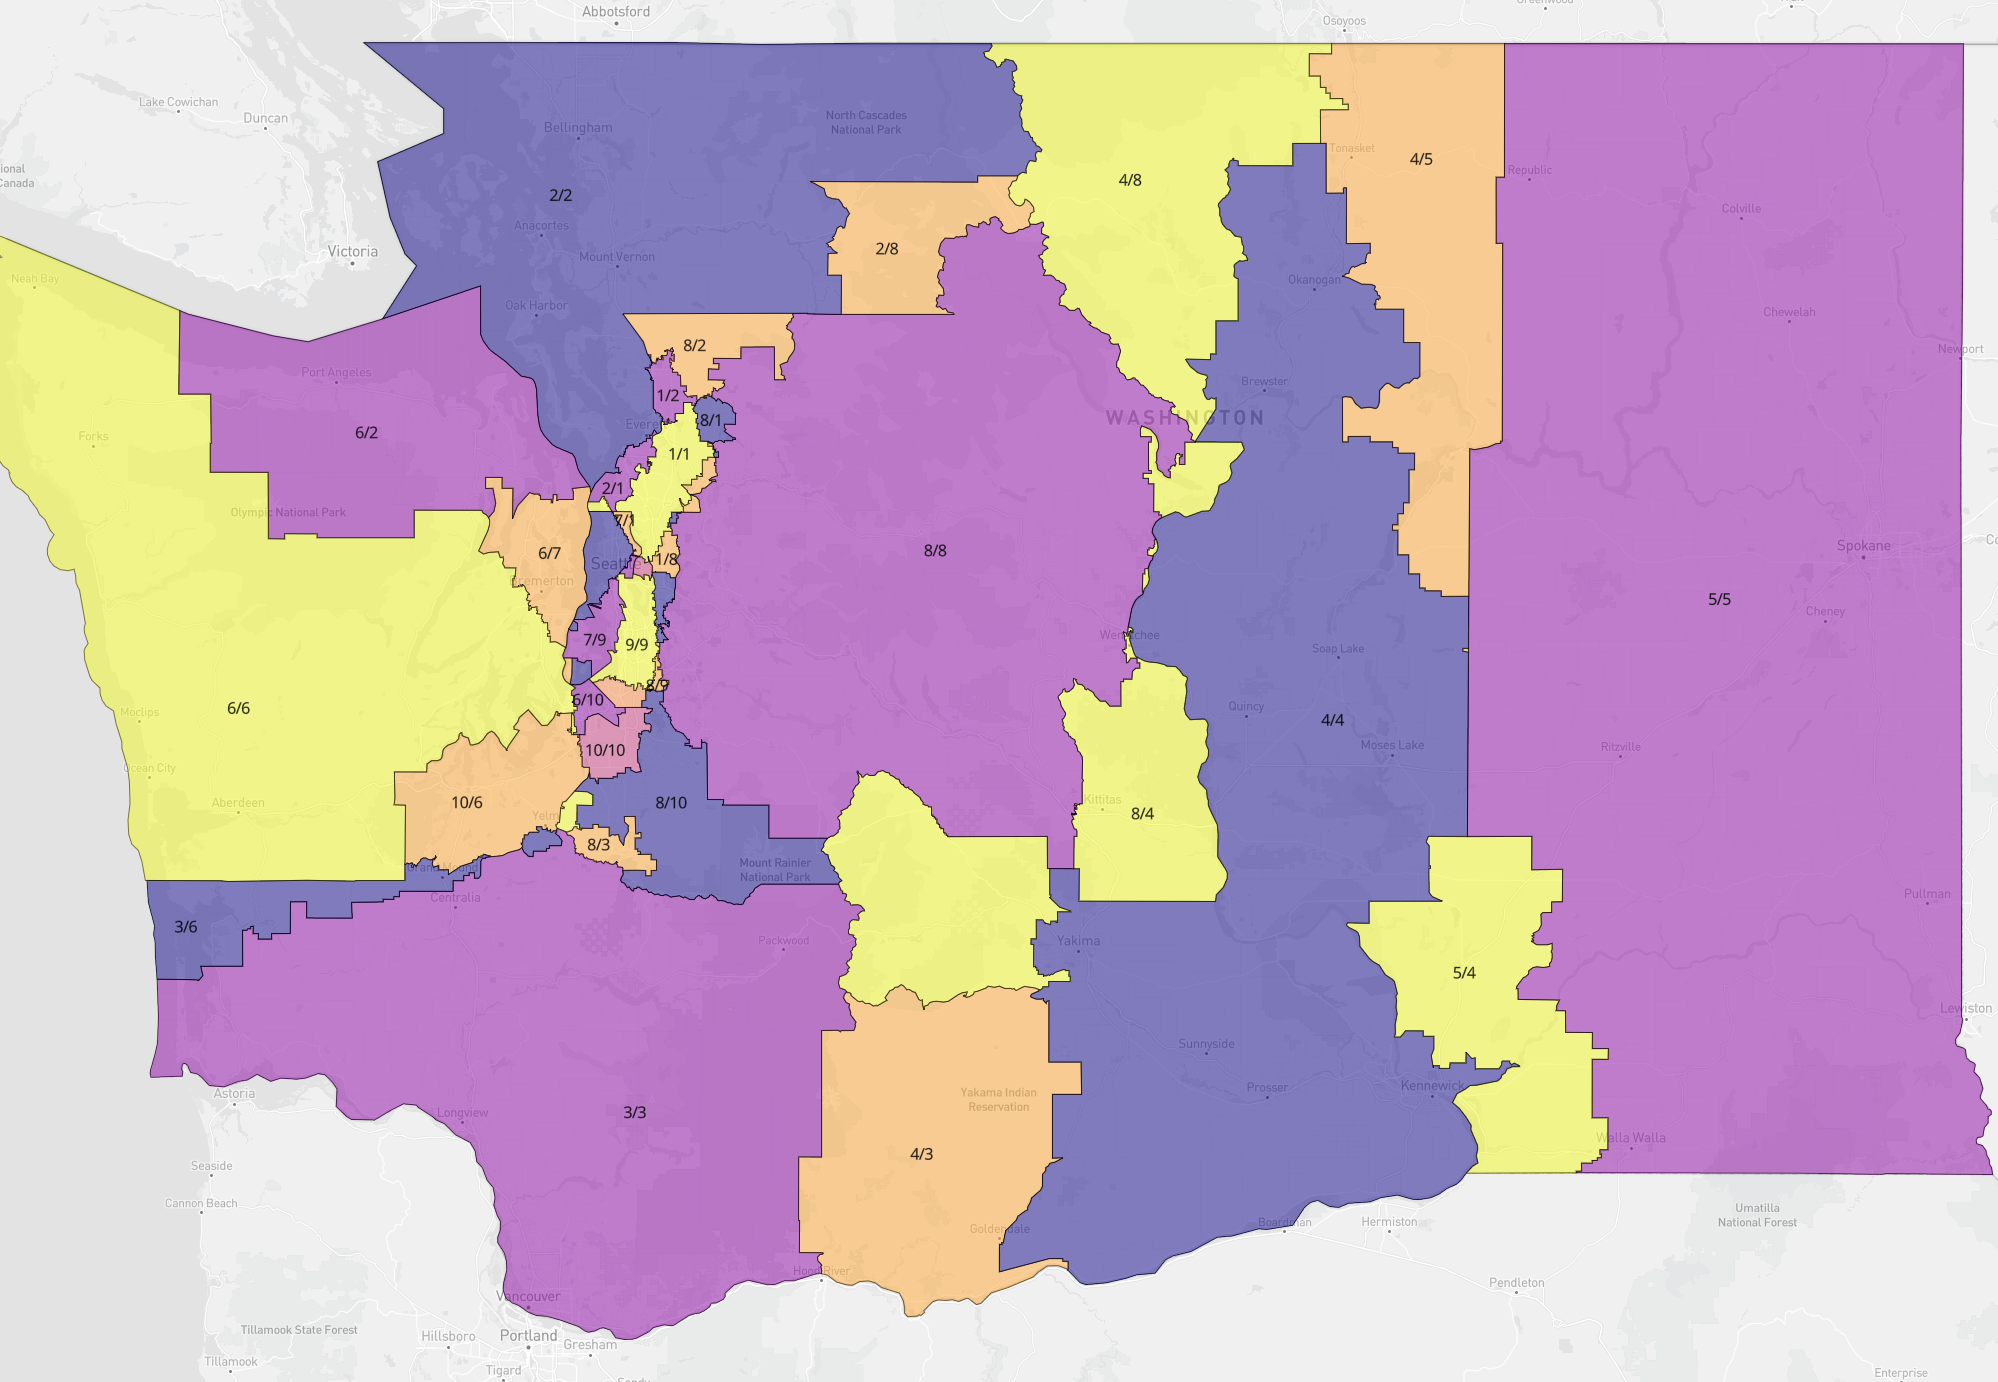 Abbotsford
Osoyoos
Lake Cowichan
Duncan
Bellingham
North Cascades
National Park
Tonasket
4/5
ional
Canada
Republic
4/8
2/2
Colville
Anacortes
Victoria
Mount Vernon
2/8
Neah Bay
Okanogan
Oak Harbor
Chewelah
8/2
Newport
Port Angeles
Brewster
1/2
WASHINGTON
8/1
Evere
6/2
Forks
1/1
2/1
Olympic National Park
7/1
Spokane
6/7
8/8
1/8
Seattle
Bremerton
5/5
Cheney
7/9
9/9
Wenatchee
Soap Lake
8/9
6/10
6/6
Moclips
Quincy
4/4
10/10
Moses Lake
Ritzville
Ocean City
10/6
8/10
Aberdeen
Kittitas
8/4
Yelm
8/3
Grand Mound
Mount Rainier
National Park
Centralia
Pullman
3/6
Packwood
Yakima
5/4
Lewiston
Sunnyside
Astoria
Yakama Indian
Reservation
Prosser
Kennewick
Longview
3/3
4/3
Walla Walla
Seaside
Cannon Beach
Umatilla
National Forest
Goldendale
Boardman
Hermiston
Hood River
Pendleton
Vancouver
Tillamook State Forest
Hillsboro
Portland
Gresham
Tillamook
Tigard
Sandy
Enterprise